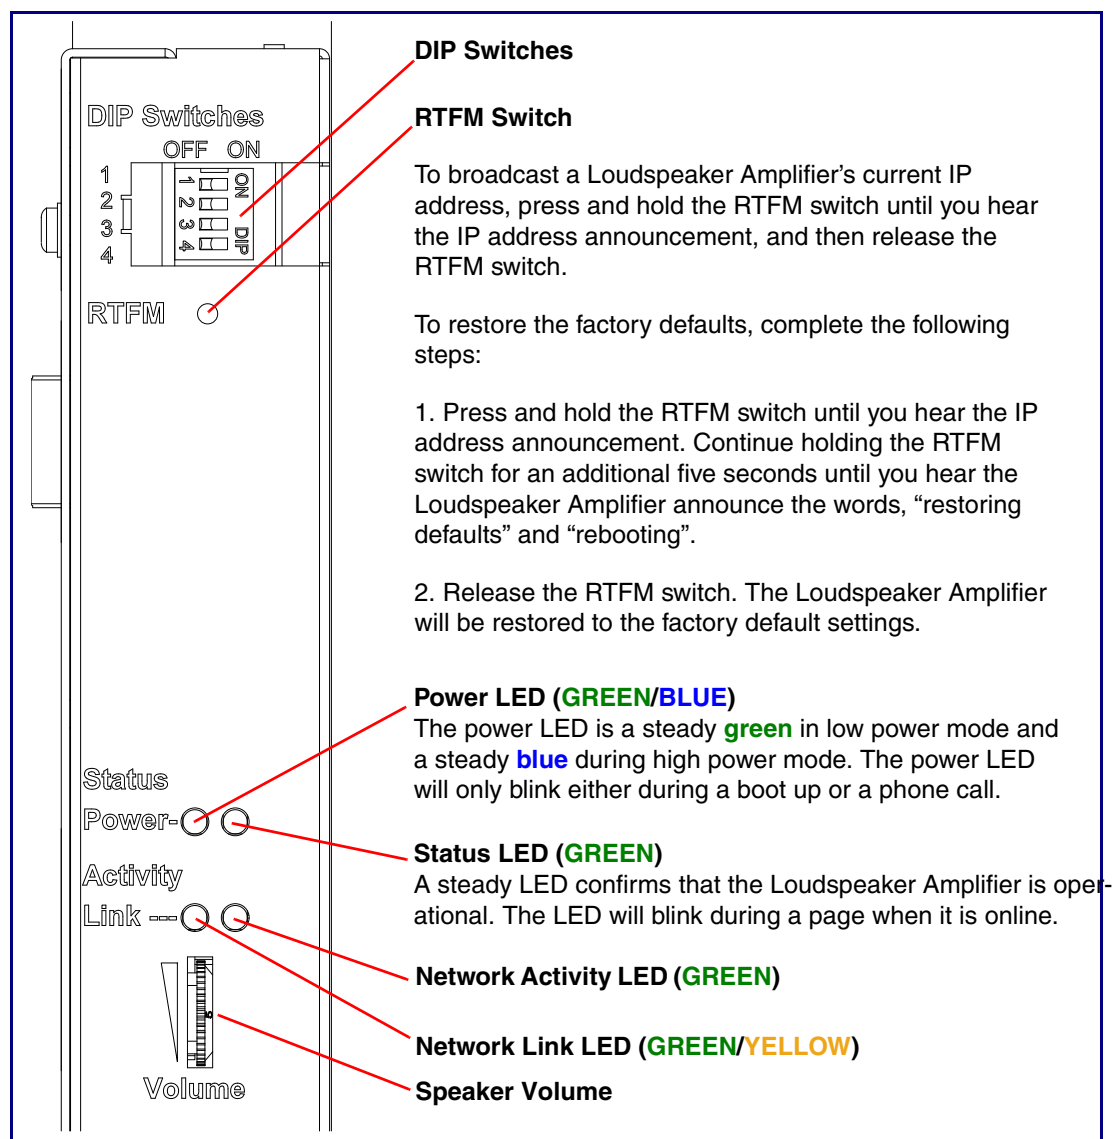 DIP Switches
OFF ON
1
2
3
4
1
2
3
4
ON
DIP
RTFM
Status
Power-
Activity
Link ---
5
Volume
DIP Switches
RTFM Switch
To broadcast a Loudspeaker Amplifier’s current IP
address, press and hold the RTFM switch until you hear
the IP address announcement, and then release the
RTFM switch.
To restore the factory defaults, complete the following
steps:
1. Press and hold the RTFM switch until you hear the IP
address announcement. Continue holding the RTFM
switch for an additional five seconds until you hear the
Loudspeaker Amplifier announce the words, “restoring
defaults” and “rebooting”.
2. Release the RTFM switch. The Loudspeaker Amplifier
will be restored to the factory default settings.
Power LED (GREEN/BLUE)
The power LED is a steady green in low power mode and
a steady blue during high power mode. The power LED
will only blink either during a boot up or a phone call.
Status LED (GREEN)
A steady LED confirms that the Loudspeaker Amplifier is oper-
ational. The LED will blink during a page when it is online.
Network Activity LED (GREEN)
Network Link LED (GREEN/YELLOW)
Speaker Volume